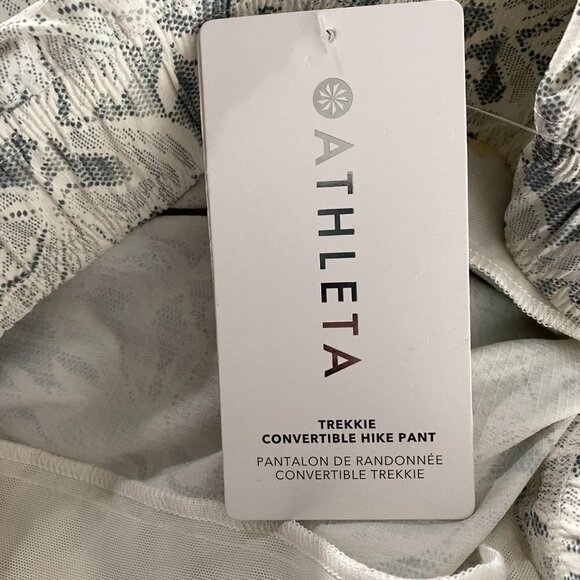 ATHLETA
TREKKIE
CONVERTIBLE HIKE PANT
PANTALON DE RANDONNÉE
CONVERTIBLE TREKKIE